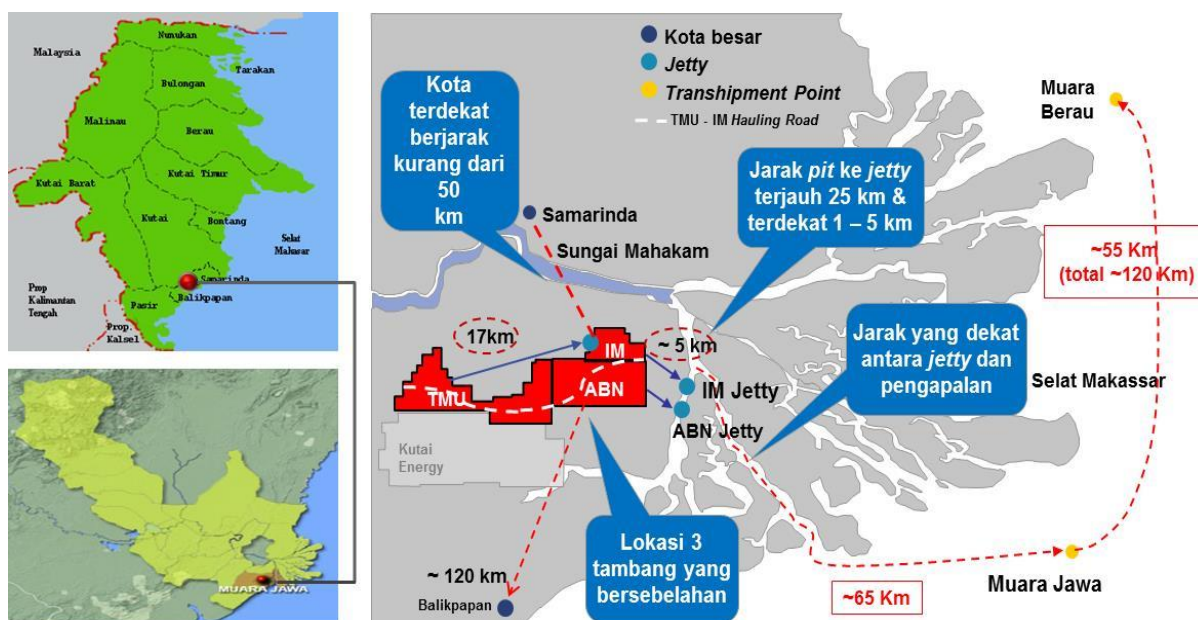 Malaysia
Nunukan
Tarakan
Bulongan
Malinau
Berau
Kutai Timur
Kutai Barat
Kutai
Bontang
Selat
Makasar
Samarinda
Balikpapan
Pasir
Prop
Kalimantan
Tengah
Prop.
Kalsel
MUARA JAWA
Kota besar
Jetty
Transhipment Point
TMU - IM Hauling Road
Kota
terdekat
berjarak
kurang dari
50
km
Samarinda
Sungai Mahakam
Jarak pit ke jetty
terjauh 25 km &
terdekat 1 – 5 km
Muara
Berau
~55 Km
(total ~120 Km)
17km
IM
~ 5 km
TMU
ABN
IM Jetty
ABN Jetty
Kutai
Energy
Jarak yang dekat
antara jetty dan
pengapalan
Selat Makassar
Lokasi 3
tambang yang
bersebelahan
~ 120 km
Balikpapan
~65 Km
Muara Jawa